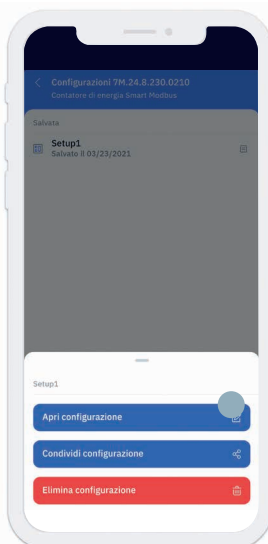 Configurazioni 7M.24.8.230.0210
Contatore di energia Smart Modbus
Salvata
Setup1
Salvato il 03/23/2021
Setup1
Apri configurazione
Condividi configurazione
Elimina configurazione